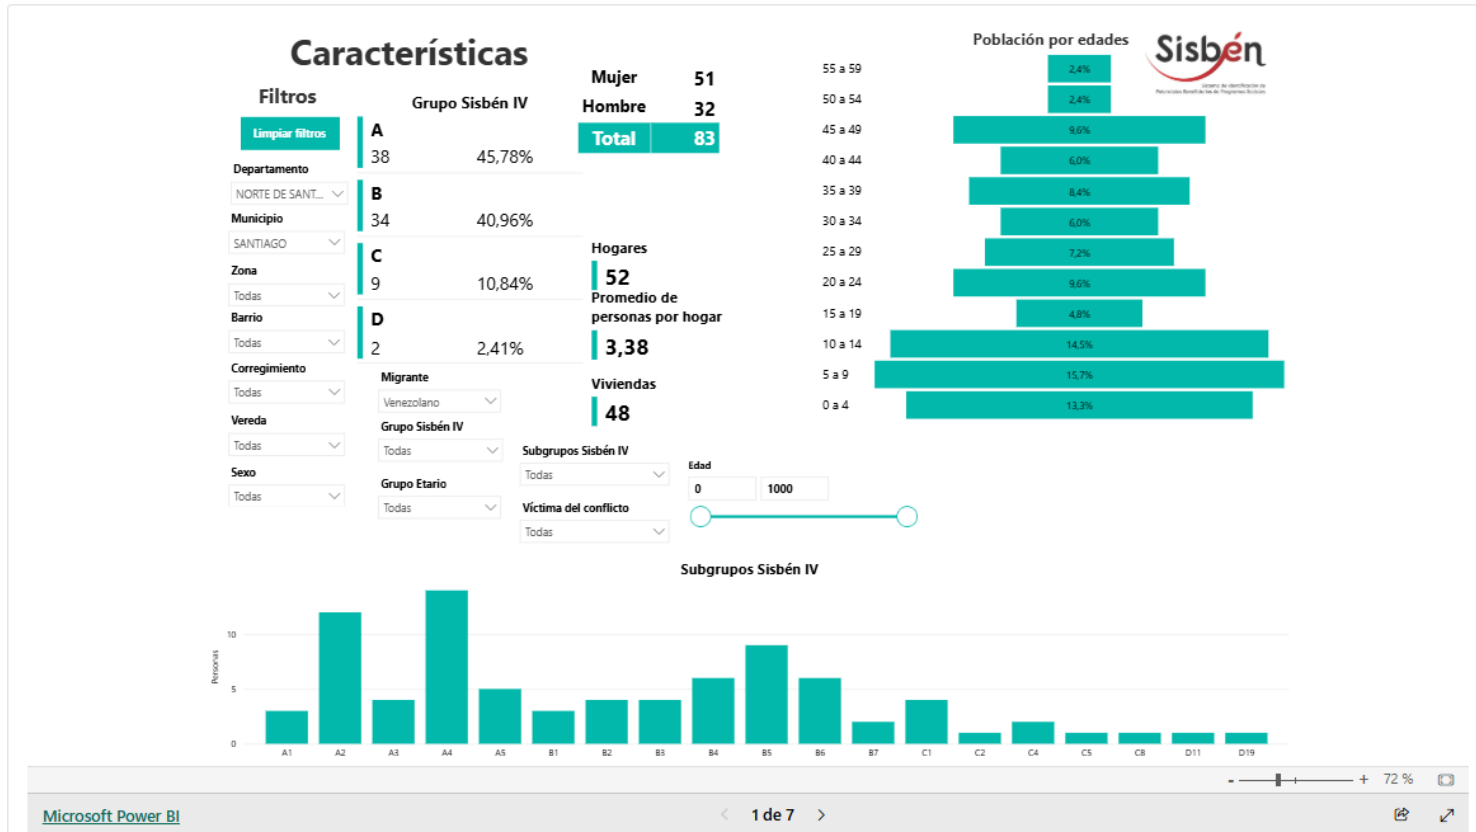 Características
Filtros
Limpiar filtros
Departamento
NORTE DE SANT...
Municipio
SANTIAGO
Zona
Todas
Barrio
Todas
Corregimiento
Todas
Vereda
Todas
Sexo
Todas
Grupo Sisbén IV
A
38 45,78%
B
34 40,96%
C
9 10,84%
D
2 2,41%
Migrante
Venezolano
Grupo Sisbén IV
Todas
Grupo Etario
Todas
Mujer 51
Hombre 32
Total 83
Hogares
52
Promedio de
personas por hogar
3,38
Viviendas
48
Subgrupos Sisbén IV
Todas
Víctima del conflicto
Todas
Edad
0 1000
Población por edades
Sisbén
55 a 59 2,4%
50 a 54 2,4%
45 a 49 9,6%
40 a 44 6,0%
35 a 39 8,4%
30 a 34 6,0%
25 a 29 7,2%
20 a 24 9,6%
15 a 19 4,8%
10 a 14 14,5%
5 a 9 15,7%
0 a 4 13,3%
Subgrupos Sisbén IV
Personas
10
5
0
A1 A2 A3 A4 A5 B1 B2 B3 B4 B5 B6 B7 C1 C2 C4 C5 C8 D11 D19
- + 72 %
Microsoft Power BI
1 de 7